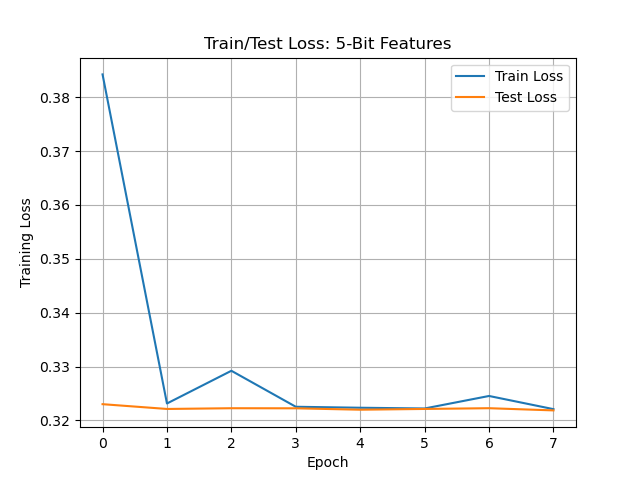 Train/Test Loss: 5-Bit Features
Train Loss
Test Loss
0.38
0.37
0.36
0.35
0.34
0.33
0.32
Training Loss
0 1 2 3 4 5 6 7
Epoch